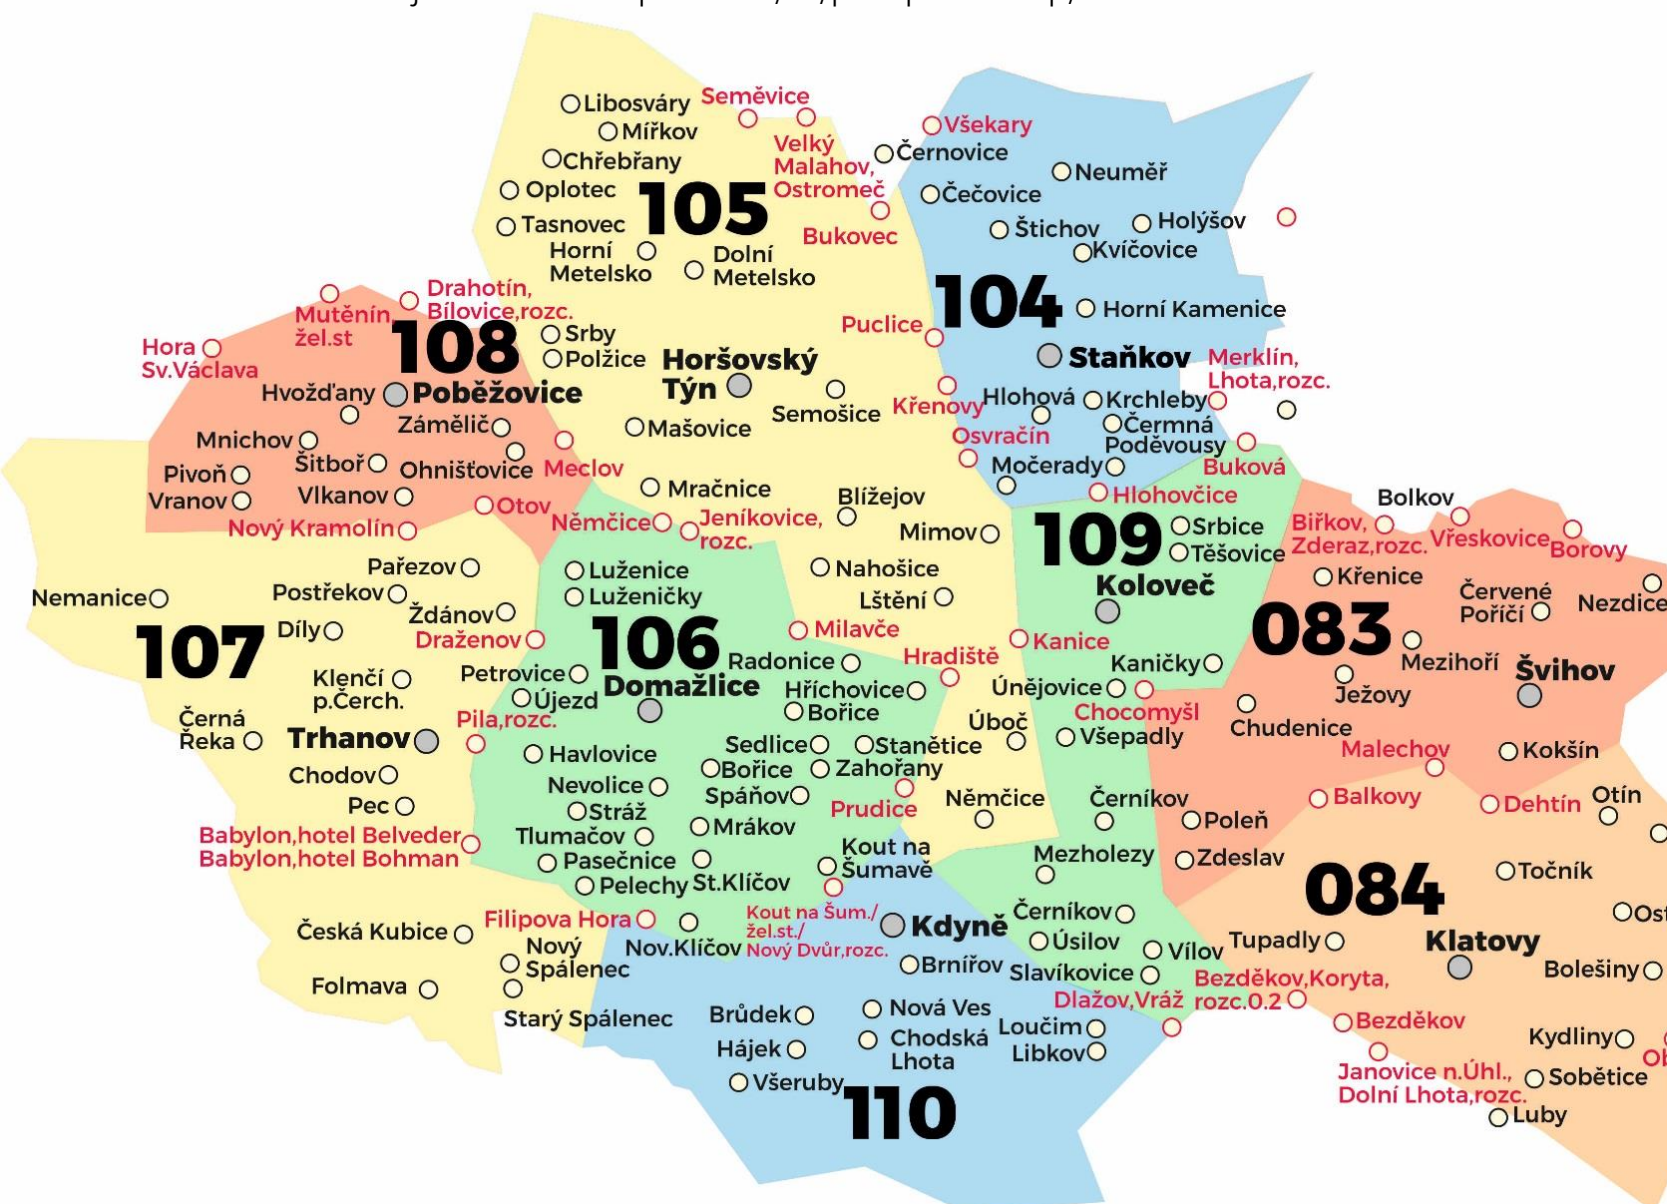 Libosváry
Seměvice
Mířkov
Velký
Malahov,
Ostromeč
Všekary
Černovice
Chřebřany
Neuměř
Oplotec
105
Čečovice
Tasnovec
Bukovec
Štichov
Holýšov
Horní
Metelsko
Dolní
Metelsko
Kvíčovice
Drahotín,
Bílovice,rozc.
Mutěnín,
žel.st
104
Horní Kamenice
108
Srby
Puclice
Hora
Sv.Václava
Polžice
Horšovský
Týn
Staňkov
Merklín,
Lhota,rozc.
Hvožďany
Poběžovice
Semošice
Křenovy
Hlohová
Krchleby
Zámělič
Mašovice
Čermná
Poděvousy
Mnichov
Osvračín
Šitboř
Ohnišťovice
Meclov
Močerady
Buková
Pivoň
Vranov
Vlkanov
Mračnice
Blížejov
Hlohovčice
Bolkov
Otov
Nový Kramolín
Němčice
Jeníkovice,
rozc.
Mimov
109
Srbice
Těšovice
Biřkov,
Zderaz,rozc.
Vřeskovice
Borovy
Pařezov
Luženice
Nahošice
Koloveč
Křenice
Nemanice
Postřekov
Luženičky
Lštění
Červené
Poříčí
Nezdice
Ždánov
Díly
107
Draženov
106
Milavče
Kanice
083
Hradiště
Radonice
Kaničky
Mezihoří
Švihov
Klenčí
p.Čerch.
Petrovice
Domažlice
Hříchovice
Únějovice
Ježovy
Újezd
Bořice
Chocomyšl
Černá
Řeka
Pila,rozc.
Úboč
Chudenice
Trhanov
Sedlice
Stanětice
Všepadly
Malechov
Kokšín
Havlovice
Chodov
Bořice
Zahořany
Nevolice
Spáňov
Pec
Prudice
Němčice
Černíkov
Balkovy
Dehtín
Otín
Stráž
Mrákov
Poleň
Babylon,hotel Belveder
Babylon,hotel Bohman
Tlumačov
Kout na
Šumavě
Mezholezy
Zdeslav
Pasečnice
Točník
Pelechy
St.Klíčov
084
Filipova Hora
Kout na Šum./
žel.st./
Nový Dvůr,rozc.
Kdyně
Černíkov
Ost
Česká Kubice
Nov.Klíčov
Úsilov
Tupadly
Klatovy
Nový
Spálenec
Vílov
Brnířov
Slavíkovice
Bolešiny
Folmava
Bezděkov,Koryta,
rozc.0.2
Dlažov,Vráž
Starý Spálenec
Brůdek
Nová Ves
Loučim
Bezděkov
Kydliny
Hájek
Chodská
Lhota
Libkov
Janovice n.Úhl.,
Dolní Lhota,rozc.
Ob
Sobětice
Všeruby
110
Luby